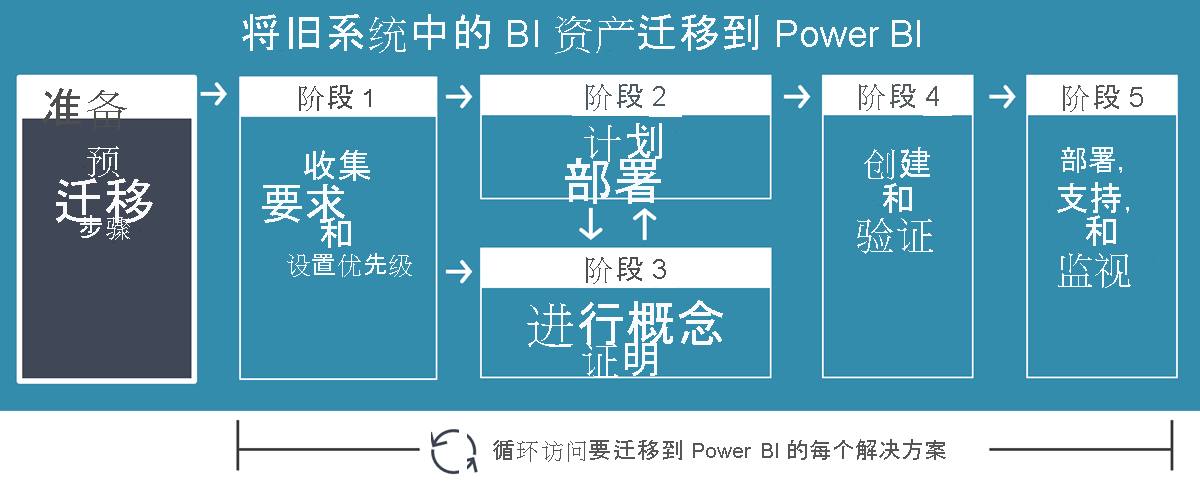 将旧系统中的 BI 资产迁移到 Power BI
准备
预
迁移
步骤
阶段 1
收集
要求
和
设置优先级
阶段 2
计划
部署
阶段 3
进行概念
证明
阶段 4
创建
和
验证
阶段 5
部署,
支持,
和
监视
循环访问要迁移到 Power BI 的每个解决方案